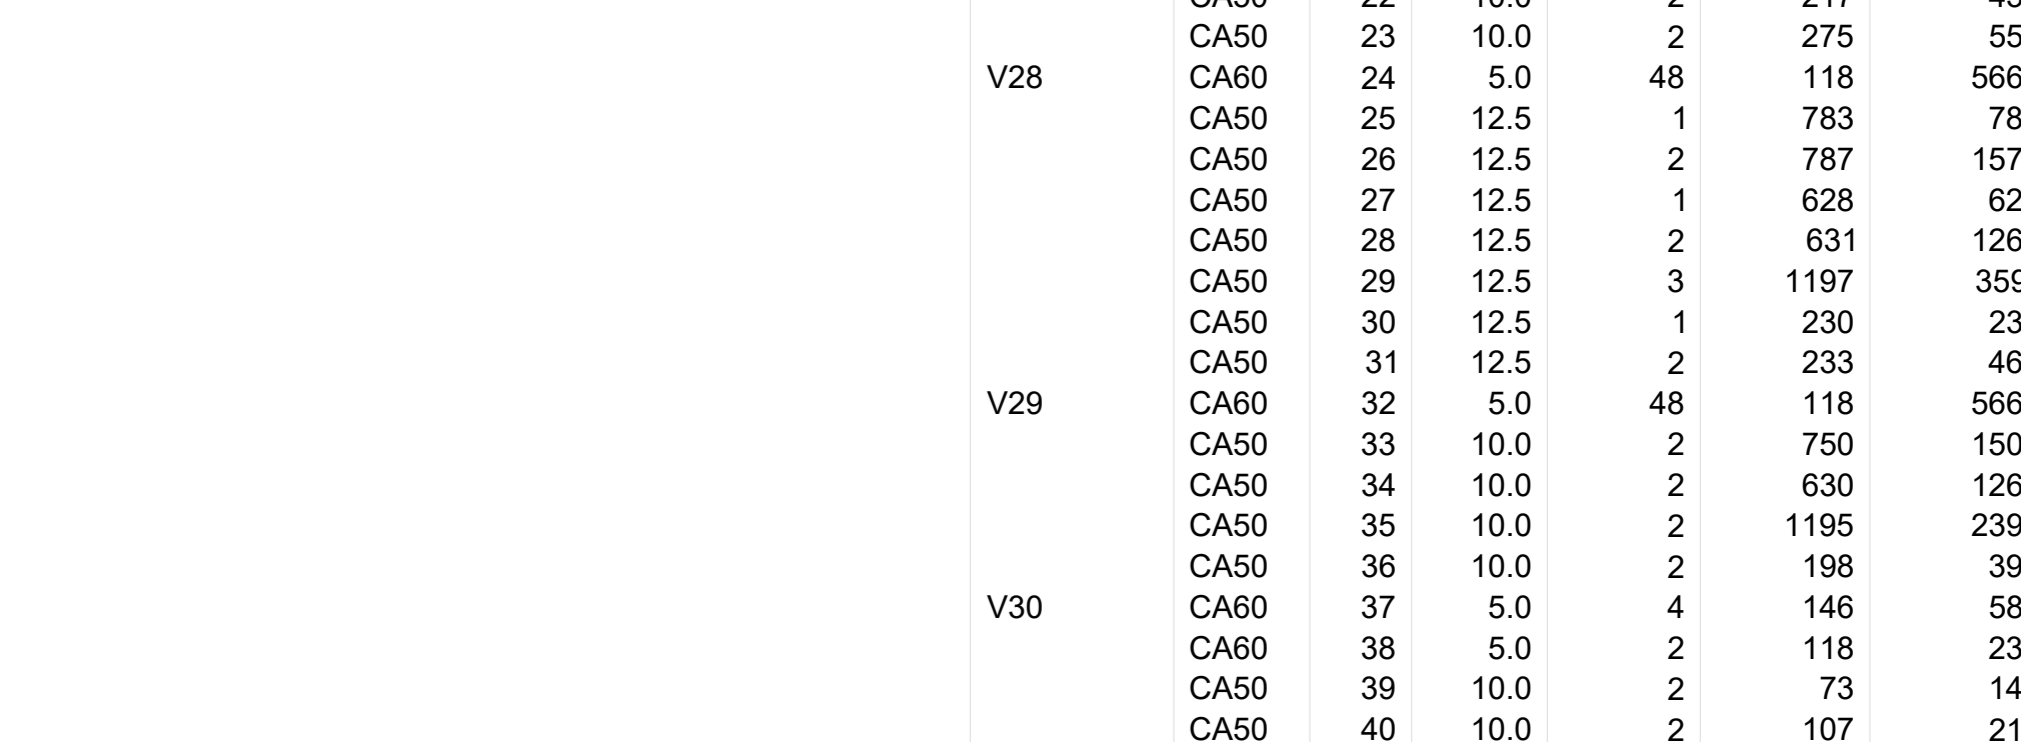 CA50 23 10.0 2 275 55
V28 CA60 24 5.0 48 118 566
CA50 25 12.5 1 783 78
CA50 26 12.5 2 787 157
CA50 27 12.5 1 628 62
CA50 28 12.5 2 631 126
CA50 29 12.5 3 1197 359
CA50 30 12.5 1 230 23
CA50 31 12.5 2 233 46
V29 CA60 32 5.0 48 118 566
CA50 33 10.0 2 750 150
CA50 34 10.0 2 630 126
CA50 35 10.0 2 1195 239
CA50 36 10.0 2 198 39
V30 CA60 37 5.0 4 146 58
CA60 38 5.0 2 118 23
CA50 39 10.0 2 73 14
CA50 40 10.0 2 107 21